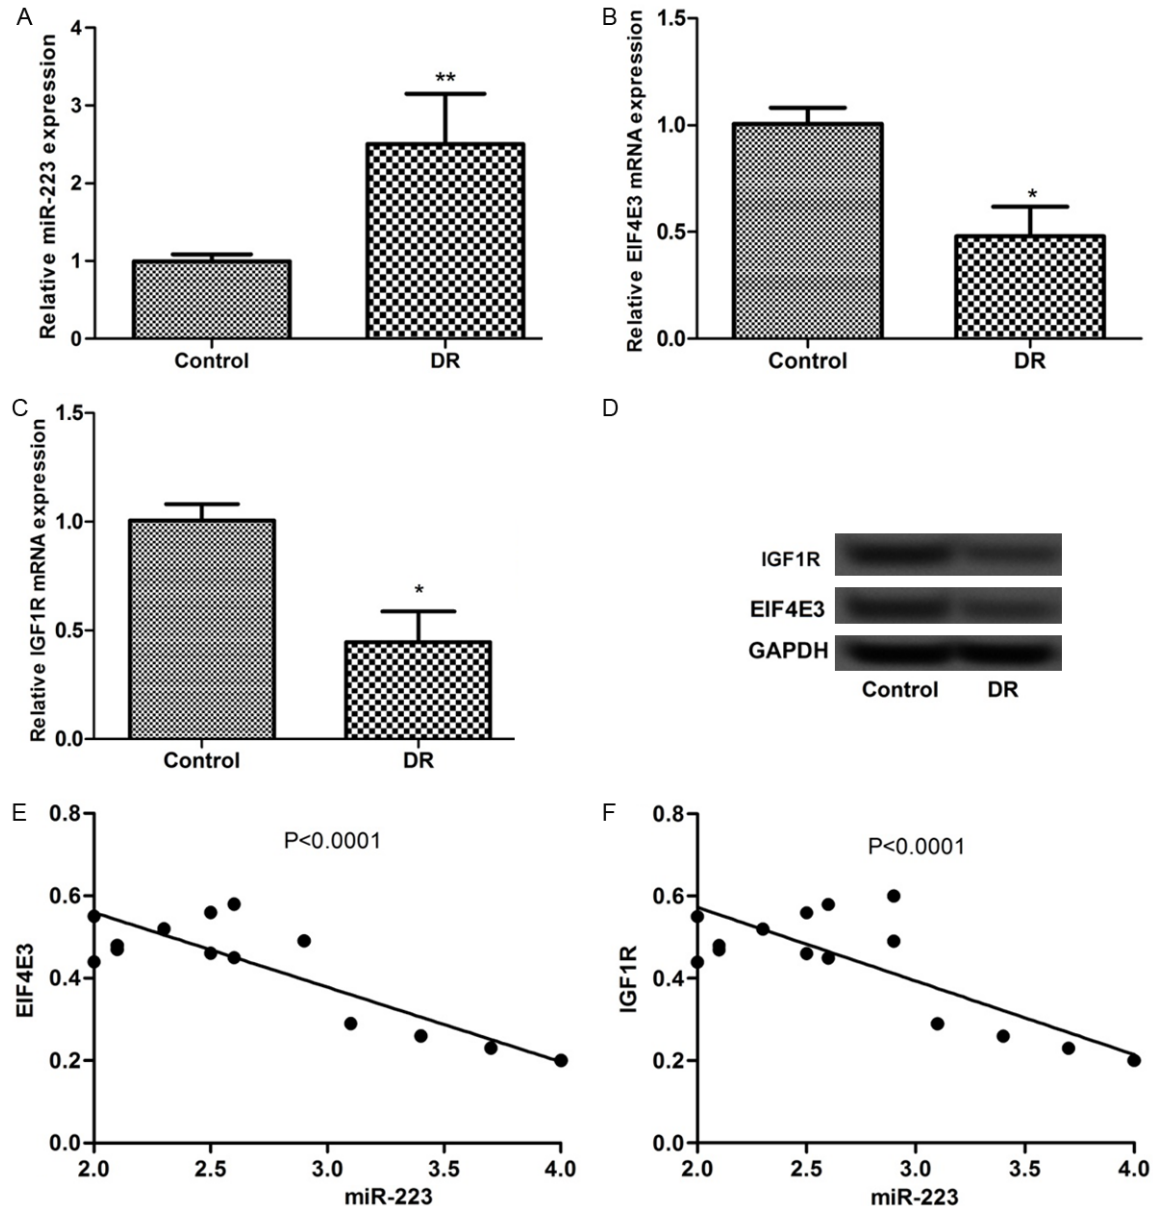 A
Relative miR-223 expression
4
3
2
1
0
**
Control DR
B
Relative EIF4E3 mRNA expression
1.5
1.0
0.5
0.0
*
Control DR
C
Relative IGF1R mRNA expression
1.5
1.0
0.5
0.0
*
Control DR
D
IGF1R
EIF4E3
GAPDH
Control DR
E
EIF4E3
0.8
0.6
0.4
0.2
0.0
P<0.0001
2.0 2.5 3.0 3.5 4.0
miR-223
F
IGF1R
0.8
0.6
0.4
0.2
0.0
P<0.0001
2.0 2.5 3.0 3.5 4.0
miR-223